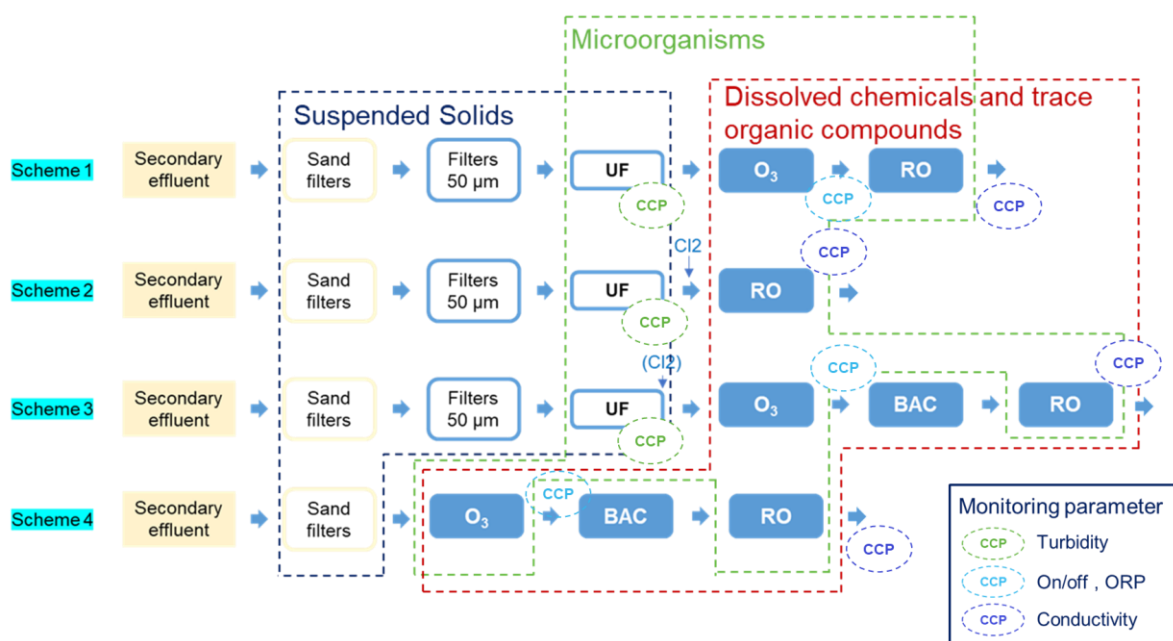 Microorganisms
Suspended Solids
Dissolved chemicals and trace
organic compounds
Scheme 1
Secondary
effluent
Sand
filters
Filters
50 µm
UF
CCP
O3
CCP
RO
CCP
Scheme 2
Secondary
effluent
Sand
filters
Filters
50 µm
UF
CCP
Cl2
RO
CCP
Scheme 3
Secondary
effluent
Sand
filters
Filters
50 µm
(Cl2)
UF
CCP
O3
CCP
BAC
RO
CCP
Scheme 4
Secondary
effluent
Sand
filters
O3
CCP
BAC
RO
CCP
Monitoring parameter
CCP Turbidity
CCP On/off , ORP
CCP Conductivity